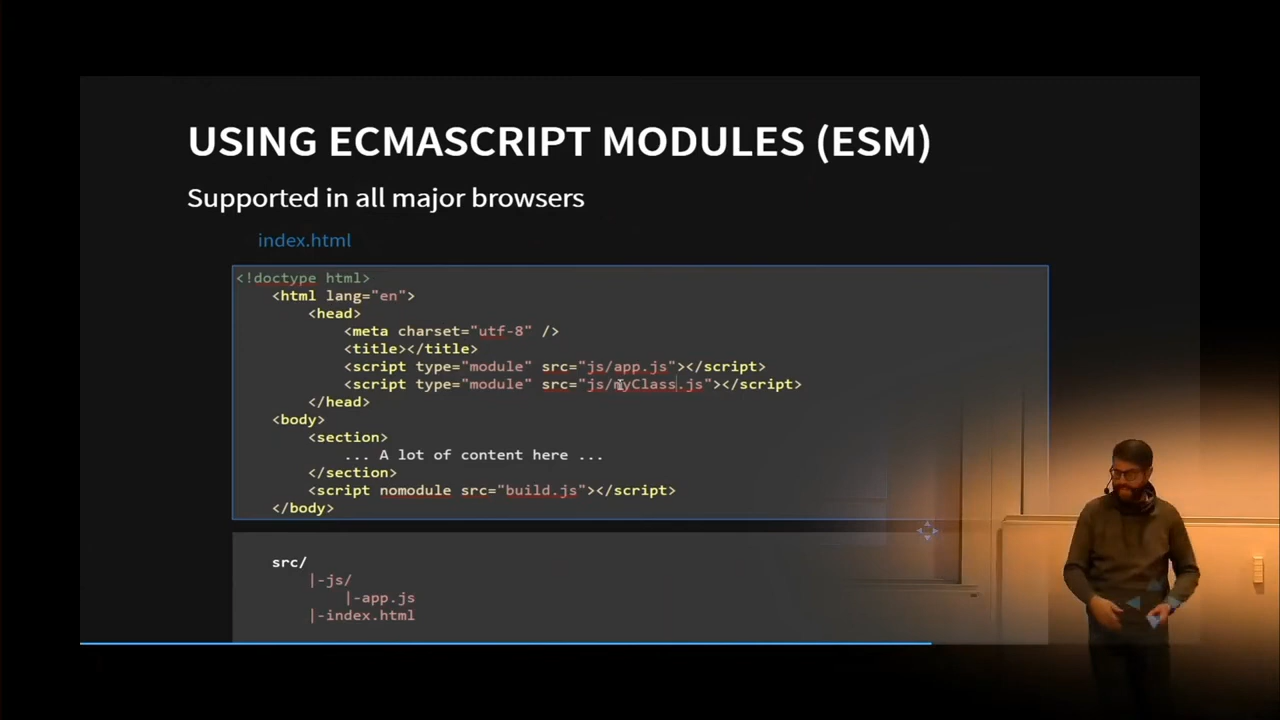 USING ECMASCRIPT MODULES (ESM)
Supported in all major browsers
index.html
<!doctype html>
<html lang="en">
<head>
<meta charset="utf-8" />
<title></title>
<script type="module" src="js/app.js"></script>
<script type="module" src="js/myClass.js"></script>
</head>
<body>
<section>
... A lot of content here ...
</section>
<script nomodule src="build.js"></script>
</body>
src/
|-js/
|-app.js
|-index.html